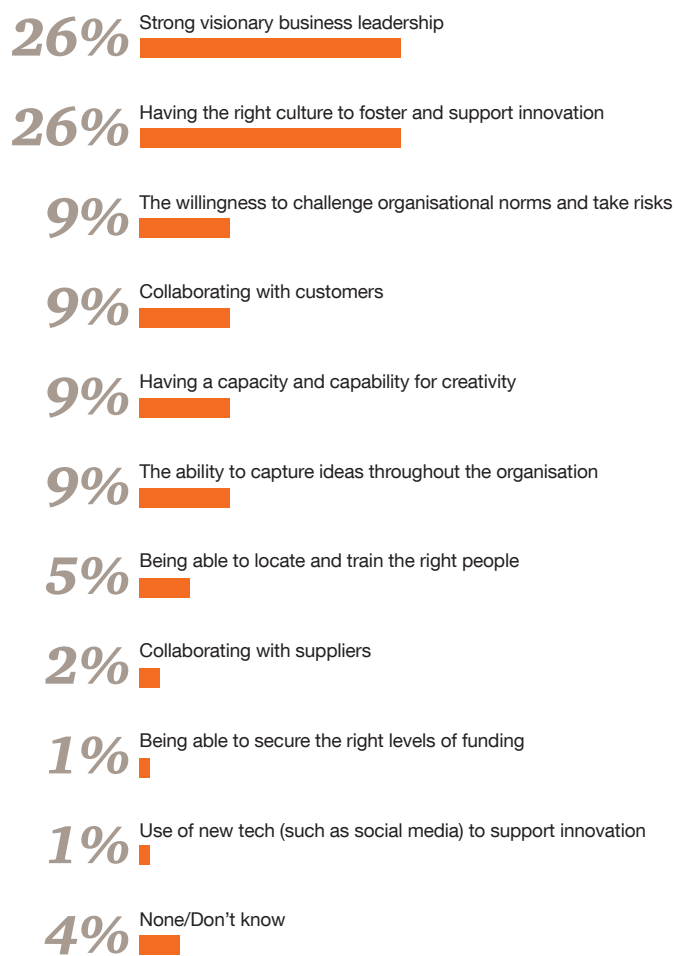 Strong visionary business leadership
26%
Having the right culture to foster and support innovation
26%
The willingness to challenge organisational norms and take risks
9%
Collaborating with customers
9%
Having a capacity and capability for creativity
9%
The ability to capture ideas throughout the organisation
9%
Being able to locate and train the right people
5%
Collaborating with suppliers
2%
Being able to secure the right levels of funding
1%
Use of new tech (such as social media) to support innovation
1%
None/Don’t know
4%